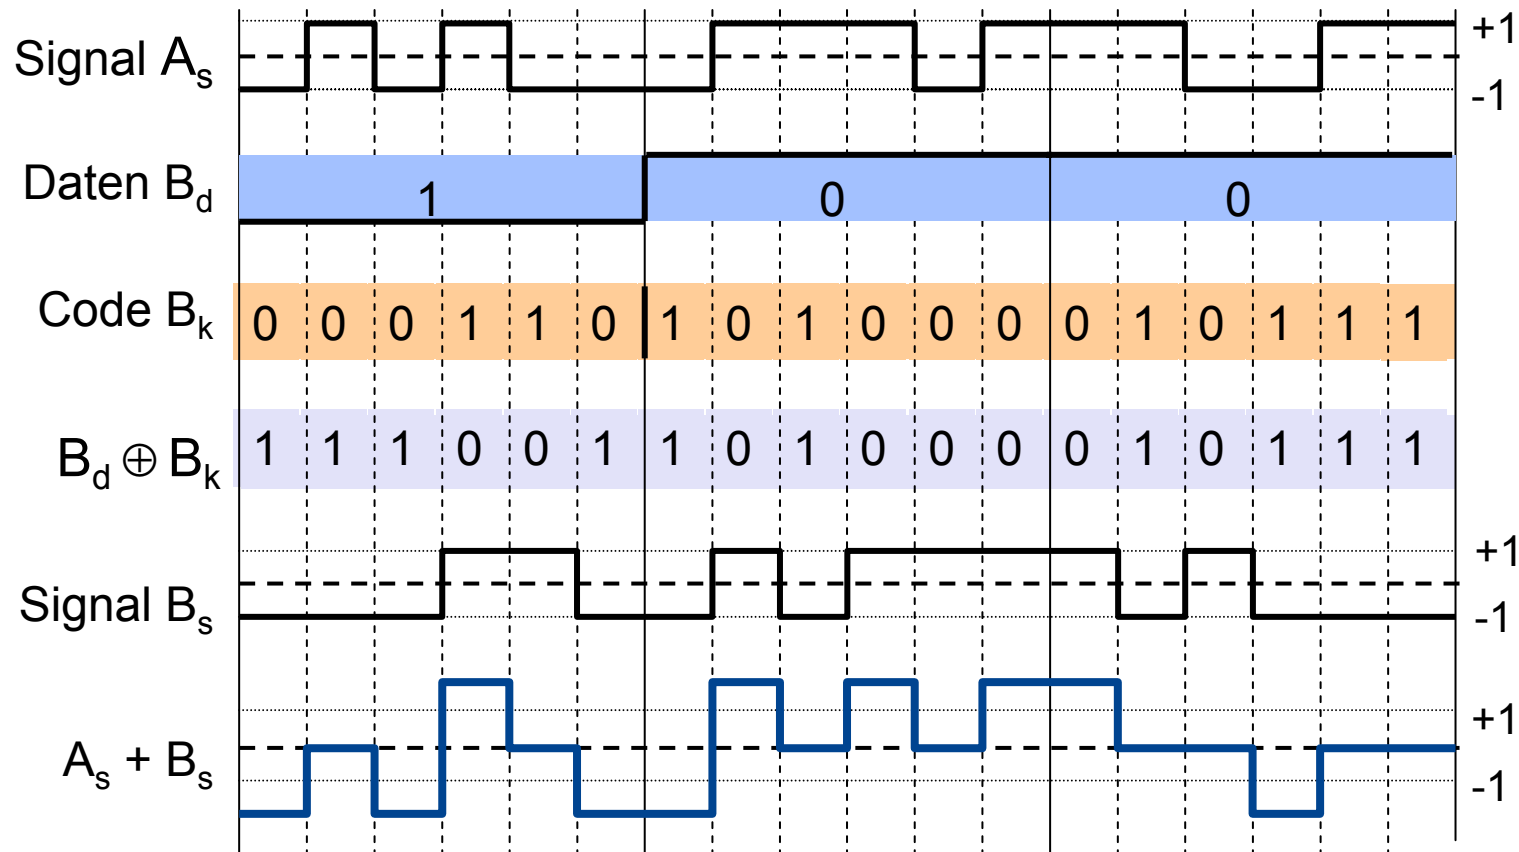 Signal Aₛ +1
-1
Daten B_d 1 0 0
Code Bₖ 0 0 0 1 1 0 1 0 1 0 0 0 0 1 0 1 1 1
B_d ⊕ Bₖ 1 1 1 0 0 1 1 0 1 0 0 0 0 1 0 1 1 1
+1
Signal Bₛ -1
+1
Aₛ + Bₛ -1